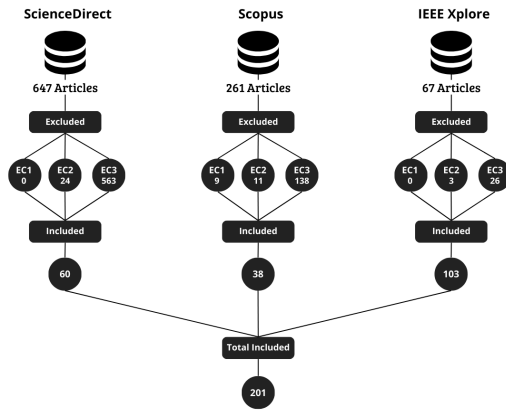 ScienceDirect Scopus IEEE Xplore
647 Articles 261 Articles 67 Articles
Excluded Excluded Excluded
EC1 EC2 EC3 EC1 EC2 EC3 EC1 EC2 EC3
0 24 563 9 11 138 0 3 26
Included Included Included
60 38 103
Total Included
201